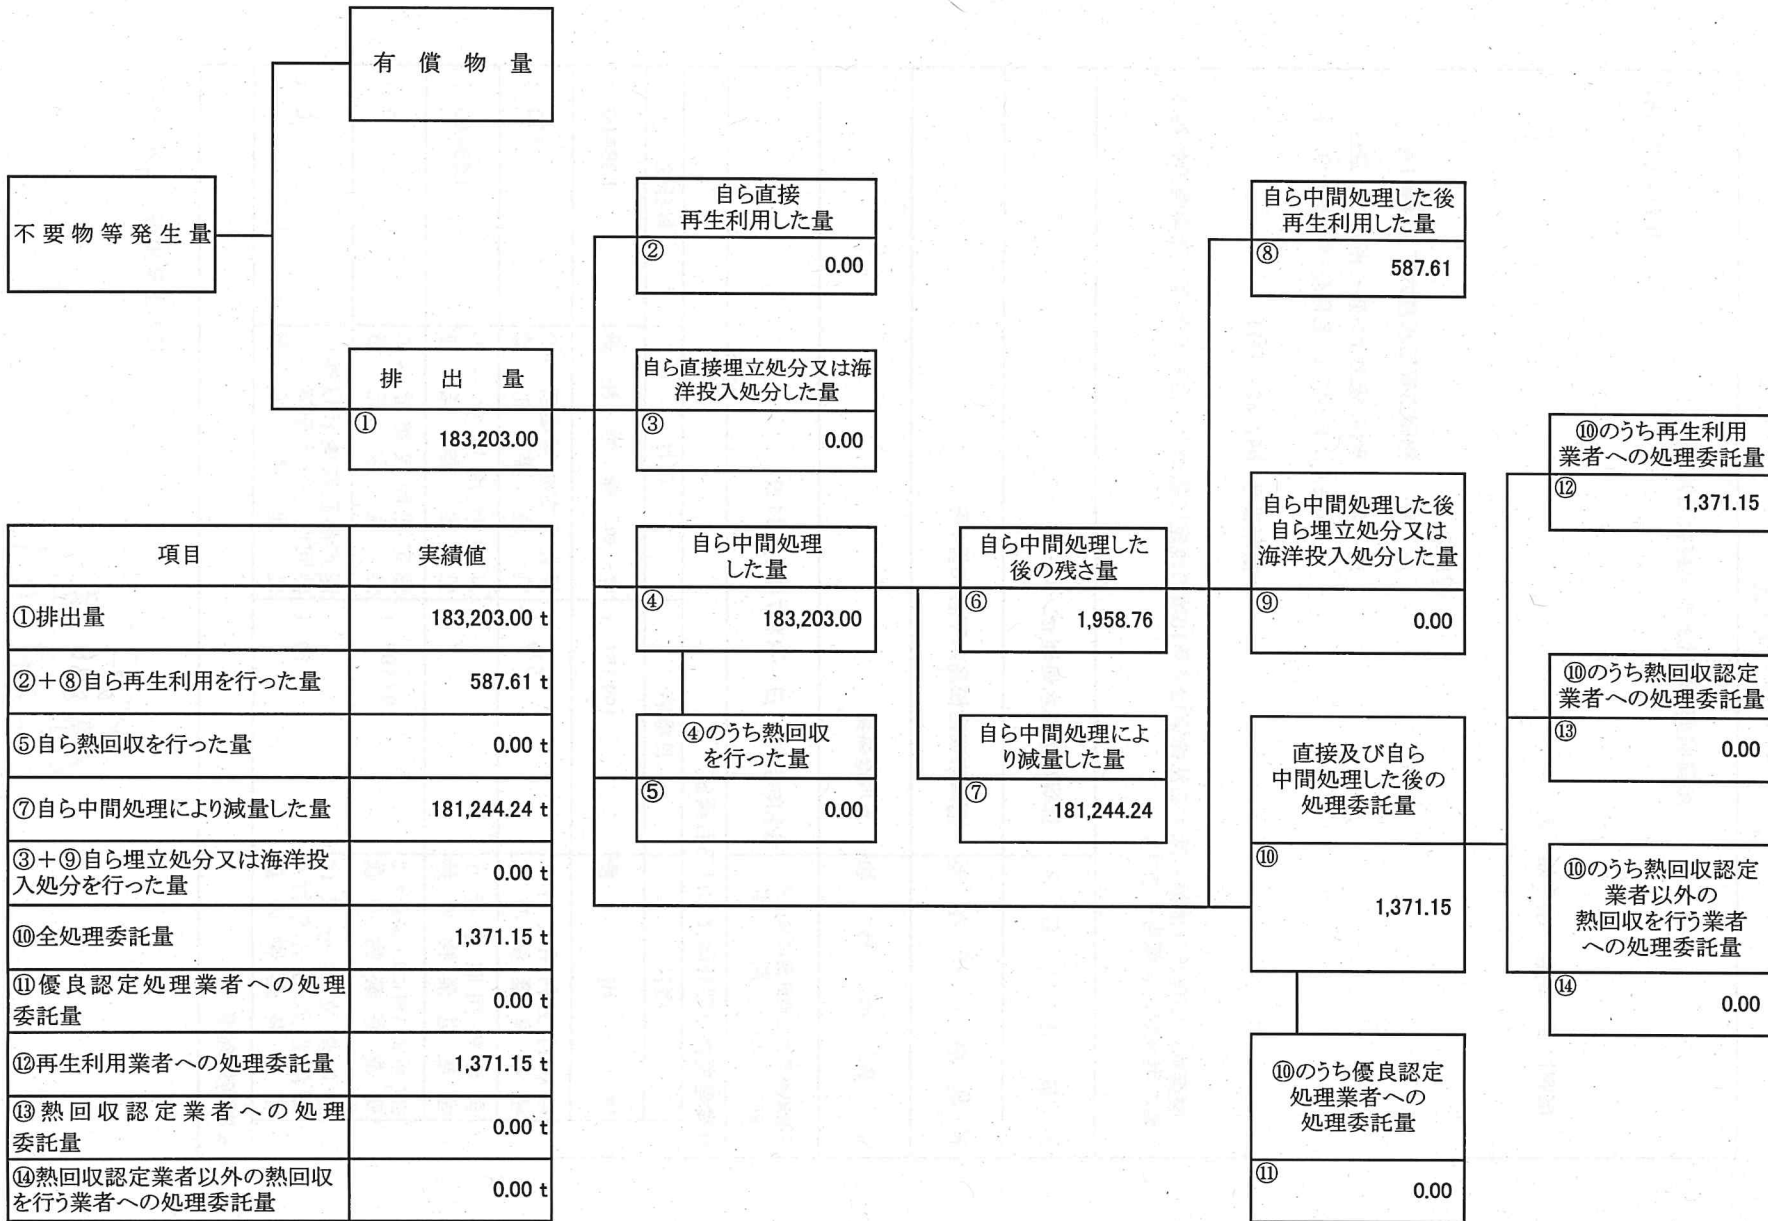 有償物量
不要物等発生量
自ら直接
再生利用した量
② 0.00
自ら中間処理した後
再生利用した量
⑧ 587.61
排出量
① 183,203.00
自ら直接埋立処分又は海
洋投入処分した量
③ 0.00
⑩のうち再生利用
業者への処理委託量
⑫ 1,371.15
自ら中間処理
した量
④ 183,203.00
自ら中間処理した
後の残さ量
⑥ 1,958.76
自ら中間処理した後
自ら埋立処分又は
海洋投入処分した量
⑨ 0.00
⑩のうち熱回収認定
業者への処理委託量
⑬ 0.00
④のうち熱回収
を行った量
⑤ 0.00
自ら中間処理によ
り減量した量
⑦ 181,244.24
直接及び自ら
中間処理した後の
処理委託量
⑩ 1,371.15
⑩のうち熱回収認定
業者以外の
熱回収を行う業者
への処理委託量
⑭ 0.00
⑩のうち優良認定
処理業者への
処理委託量
⑪ 0.00
項目 実績値
①排出量 183,203.00 t
②+⑧自ら再生利用を行った量 587.61 t
⑤自ら熱回収を行った量 0.00 t
⑦自ら中間処理により減量した量 181,244.24 t
③+⑨自ら埋立処分又は海洋投
入処分を行った量 0.00 t
⑩全処理委託量 1,371.15 t
⑪優良認定処理業者への処理
委託量 0.00 t
⑫再生利用業者への処理委託量 1,371.15 t
⑬熱回収認定業者への処理
委託量 0.00 t
⑭熱回収認定業者以外の熱回収
を行う業者への処理委託量 0.00 t